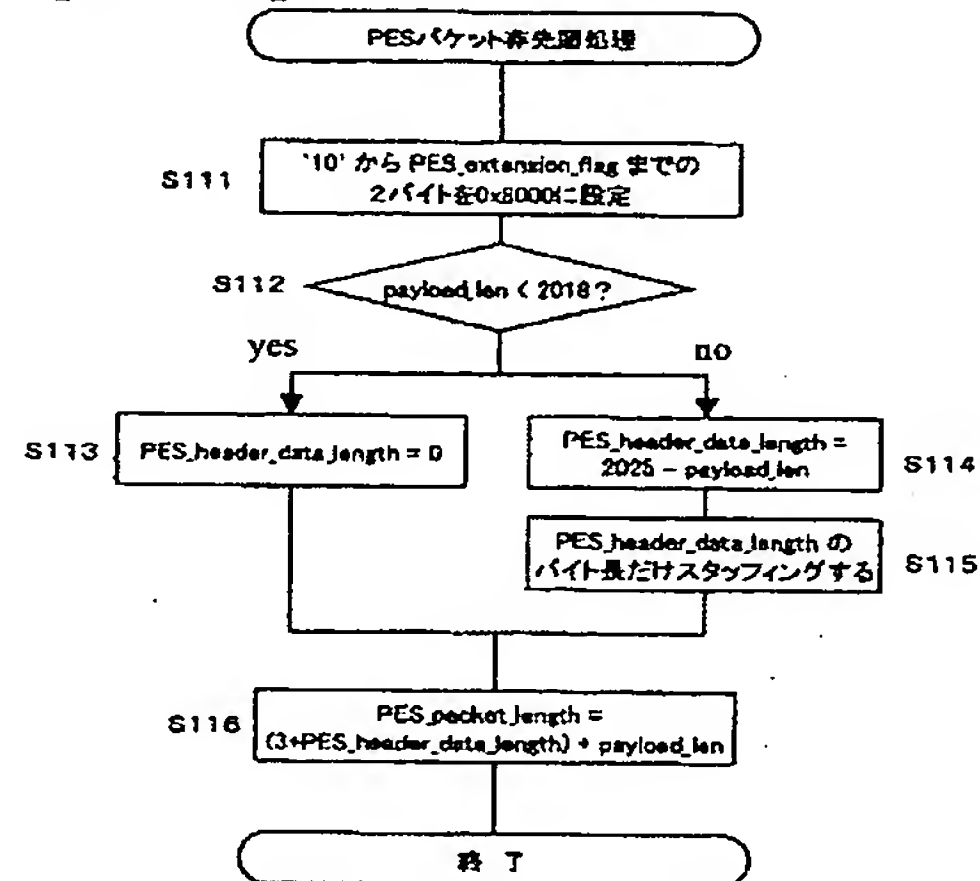 PESパケット非先頭処理
S111
'10' から PES_extension_flag までの
2バイトを0x8000に設定
S112
payload_len < 2018?
yes
no
S113
PES_header_data_length = 0
PES_header_data_length =
2025 - payload_len
S114
PES_header_data_length の
バイト長だけスタッフィングする
S115
S116
PES_packet_length =
(3+PES_header_data_length) + payload_len
終 了